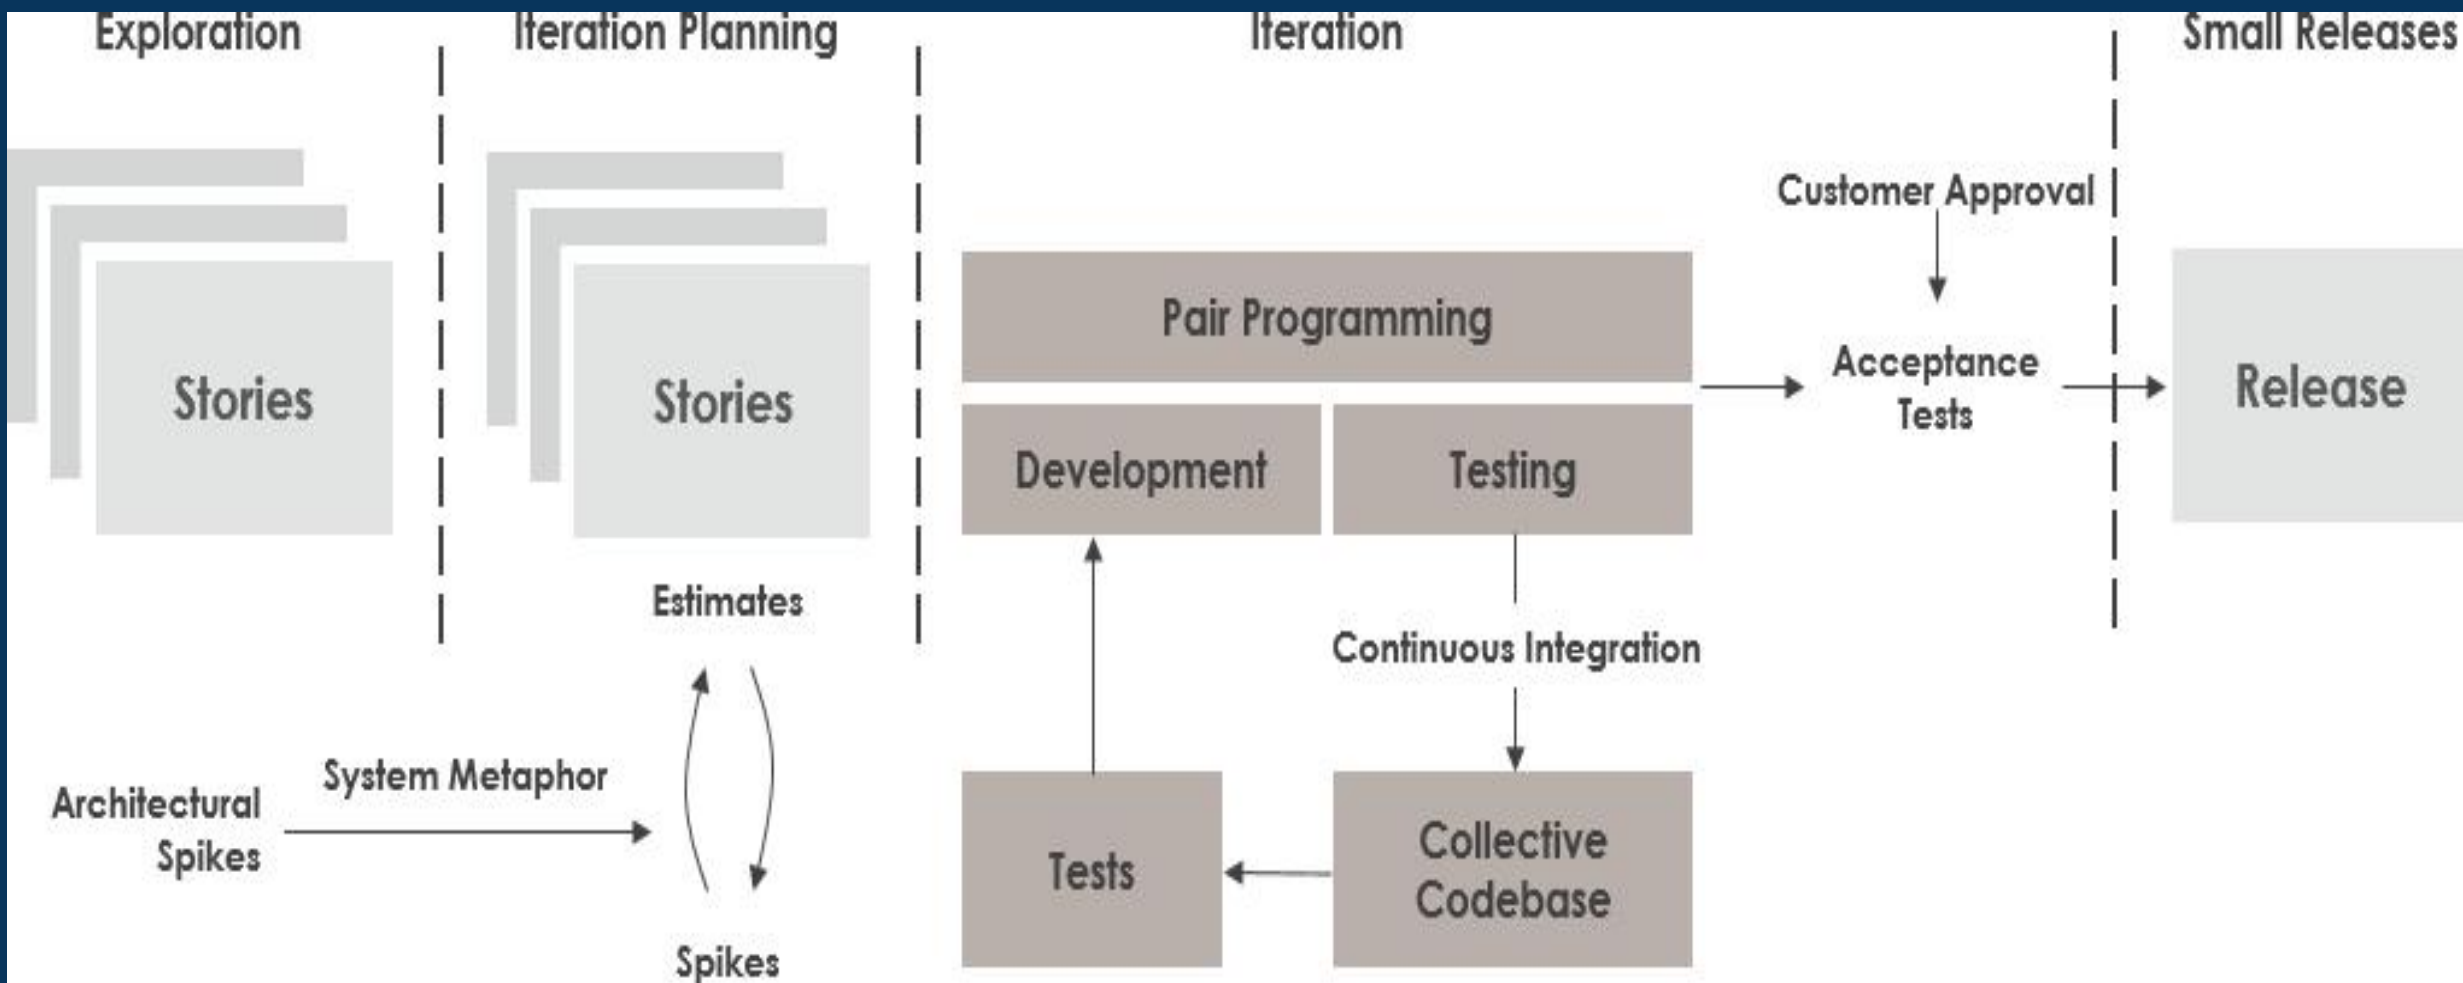 Exploration
Iteration Planning
Iteration
Small Releases
Stories
Stories
Estimates
Architectural
Spikes
System Metaphor
Spikes
Pair Programming
Development
Testing
Continuous Integration
Tests
Collective
Codebase
Customer Approval
Acceptance
Tests
Release